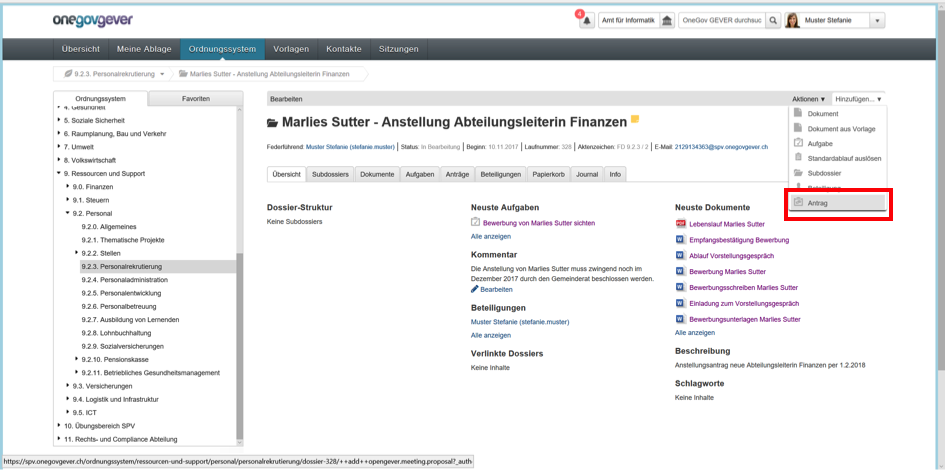 onegovgever
4
Amt für Informatik
OneGov GEVER durchsuc
Muster Stefanie
Übersicht
Meine Ablage
Ordnungssystem
Vorlagen
Kontakte
Sitzungen
9.2.3. Personalrekrutierung
Marlies Sutter - Anstellung Abteilungsleiterin Finanzen
Ordnungssystem
Favoriten
4. Gesundheit
5. Soziale Sicherheit
6. Raumplanung, Bau und Verkehr
7. Umwelt
8. Volkswirtschaft
9. Ressourcen und Support
9.0. Finanzen
9.1. Steuern
9.2. Personal
9.2.0. Allgemeines
9.2.1. Thematische Projekte
9.2.2. Stellen
9.2.3. Personalrekrutierung
9.2.4. Personaladministration
9.2.5. Personalentwicklung
9.2.6. Personalbetreuung
9.2.7. Ausbildung von Lernenden
9.2.8. Lohnbuchhaltung
9.2.9. Sozialversicherungen
9.2.10. Pensionskasse
9.2.11. Betriebliches Gesundheitsmanagement
9.3. Versicherungen
9.4. Logistik und Infrastruktur
9.5. ICT
10. Übungsbereich SPV
11. Rechts- und Compliance Abteilung
Bearbeiten
Aktionen ▼
Hinzufügen... ▼
Marlies Sutter - Anstellung Abteilungsleiterin Finanzen
Federführend: Muster Stefanie (stefanie.muster) | Status: In Bearbeitung | Beginn: 10.11.2017 | Laufnummer: 328 | Aktenzeichen: FD 9.2.3 / 2 | E-Mail: 2129134363@spv.onegovgever.ch
Übersicht
Subdossiers
Dokumente
Aufgaben
Anträge
Beteiligungen
Papierkorb
Journal
Info
Dokument
Dokument aus Vorlage
Aufgabe
Standardablauf auslösen
Subdossier
Beteiligung
Antrag
Dossier-Struktur
Keine Subdossiers
Neuste Aufgaben
Bewerbung von Marlies Sutter sichten
Alle anzeigen
Kommentar
Die Anstellung von Marlies Sutter muss zwingend noch im
Dezember 2017 durch den Gemeinderat beschlossen werden.
Bearbeiten
Beteiligungen
Muster Stefanie (stefanie.muster)
Alle anzeigen
Verlinkte Dossiers
Keine Inhalte
Neuste Dokumente
Lebenslauf Marlies Sutter
Empfangsbestätigung Bewerbung
Ablauf Vorstellungsgespräch
Bewerbung Marlies Sutter
Bewerbungsschreiben Marlies Sutter
Einladung zum Vorstellungsgespräch
Bewerbungsunterlagen Marlies Sutter
Alle anzeigen
Beschreibung
Anstellungsantrag neue Abteilungsleiterin Finanzen per 1.2.2018
Schlagworte
Keine Inhalte
https://spv.onegovgever.ch/ordnungssystem/ressourcen-und-support/personal/personalrekrutierung/dossier-328/++add++opengever.meeting.proposal?_auth